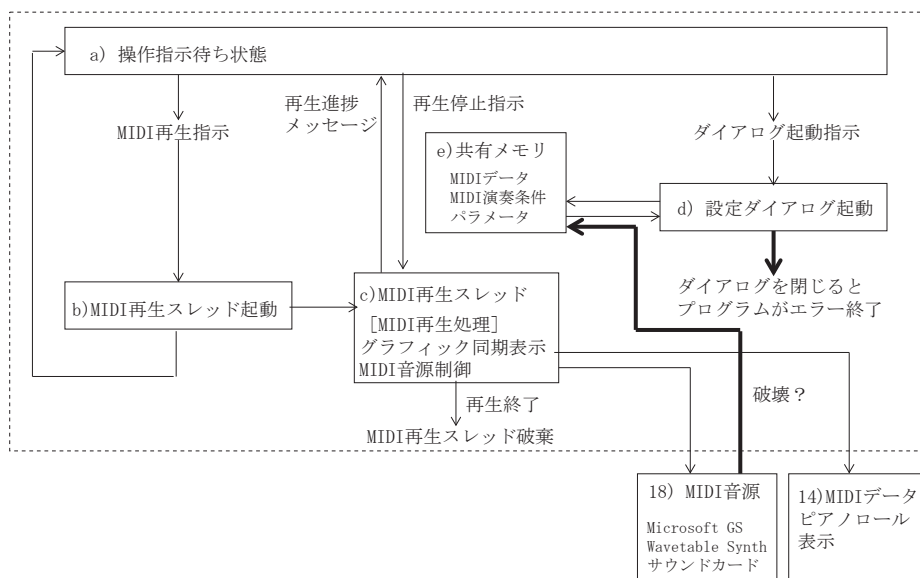 a) 操作指示待ち状態
MIDI再生指示
再生進捗
メッセージ
再生停止指示
ダイアログ起動指示
e)共有メモリ
MIDIデータ
MIDI演奏条件
パラメータ
d) 設定ダイアログ起動
ダイアログを閉じると
プログラムがエラー終了
b)MIDI再生スレッド起動
c)MIDI再生スレッド
[MIDI再生処理]
グラフィック同期表示
MIDI音源制御
再生終了
MIDI再生スレッド破棄
破壊？
18) MIDI音源
Microsoft GS
Wavetable Synth
サウンドカード
14)MIDIデータ
ピアノロール
表示